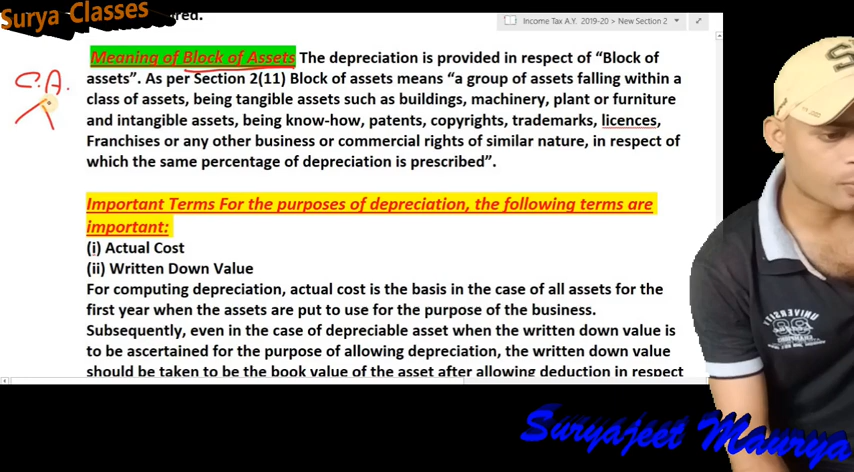 Surya Classes
Income Tax A.Y. 2019-20 > New Section 2
Meaning of Block of Assets The depreciation is provided in respect of “Block of
assets”. As per Section 2(11) Block of assets means “a group of assets falling within a
class of assets, being tangible assets such as buildings, machinery, plant or furniture
and intangible assets, being know-how, patents, copyrights, trademarks, licences,
Franchises or any other business or commercial rights of similar nature, in respect of
which the same percentage of depreciation is prescribed”.
C.A.
Important Terms For the purposes of depreciation, the following terms are
important:
(i) Actual Cost
(ii) Written Down Value
For computing depreciation, actual cost is the basis in the case of all assets for the
first year when the assets are put to use for the purpose of the business.
Subsequently, even in the case of depreciable asset when the written down value is
to be ascertained for the purpose of allowing depreciation, the written down value
should be taken to be the book value of the asset after allowing deduction in respect
UNIVERSITY
Suryajeet Maurya